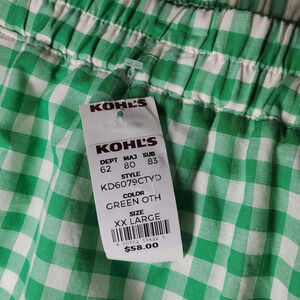 KOHL'S
KOHL'S
DEPT MAJ SUB
62 80 83
STYLE
KD6079CTYD
COLOR
GREEN OTH
SIZE
XX LARGE
$58.00